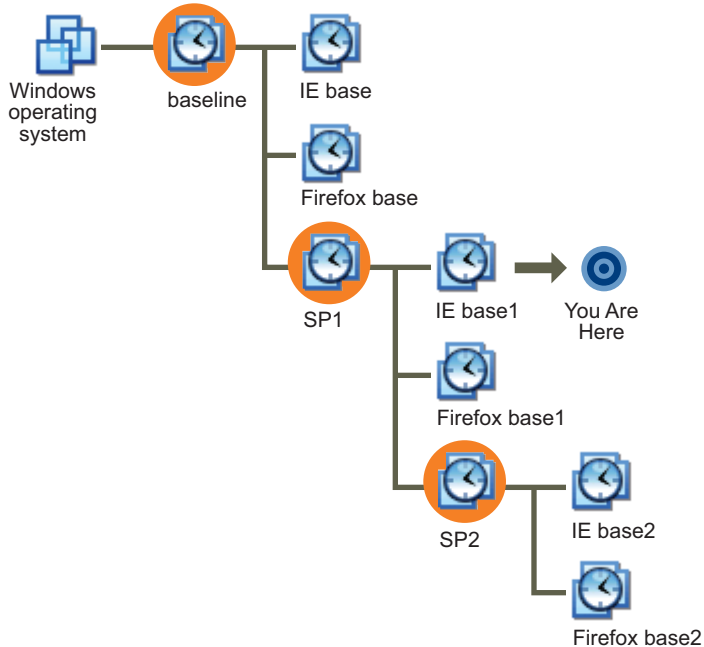 Windows
operating
system
baseline
IE base
Firefox base
SP1
IE base1
You Are
Here
Firefox base1
SP2
IE base2
Firefox base2